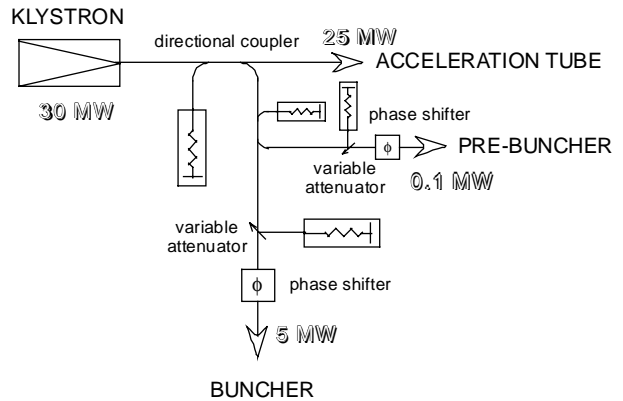 KLYSTRON
directional coupler
25 MW
ACCELERATION TUBE
30 MW
phase shifter
ϕ
PRE-BUNCHER
variable
attenuator
0.1 MW
variable
attenuator
ϕ
phase shifter
5 MW
BUNCHER